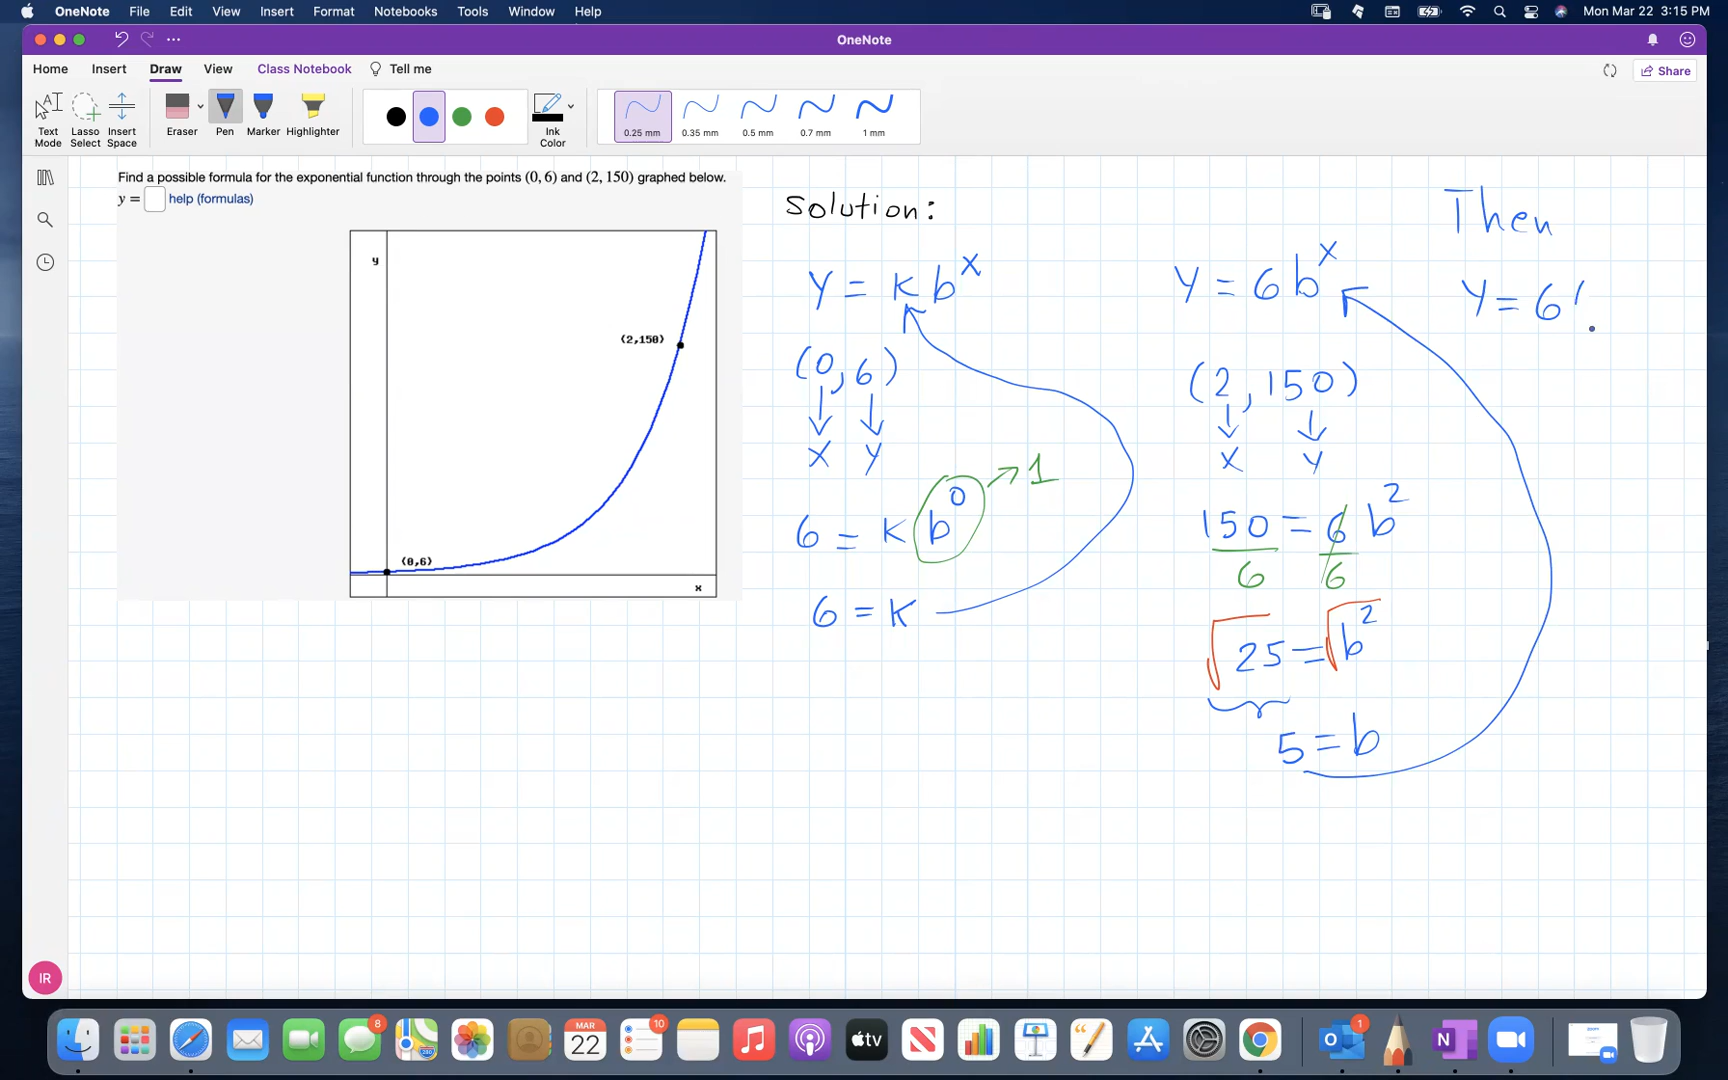 OneNote File Edit View Insert Format Notebooks Tools Window Help Mon Mar 22 3:15 PM
OneNote
Home Insert Draw View Class Notebook Tell me Share
Text Mode Lasso Select Insert Space Eraser Pen Marker Highlighter Ink Color 0.25 mm 0.35 mm 0.5 mm 0.7 mm 1 mm
Find a possible formula for the exponential function through the points (0, 6) and (2, 150) graphed below.
y = help (formulas)
y
(2,150)
(0,6)
x
Solution:
y = k b^x
(0, 6)
x y
6 = k b^0 → 1
6 = k
y = 6 b^x
(2, 150)
x y
150 = 6 b^2
6 6
√25 = √b^2
5 = b
Then
y = 6 (
IR
8
MAR
22
10
tv
1
N